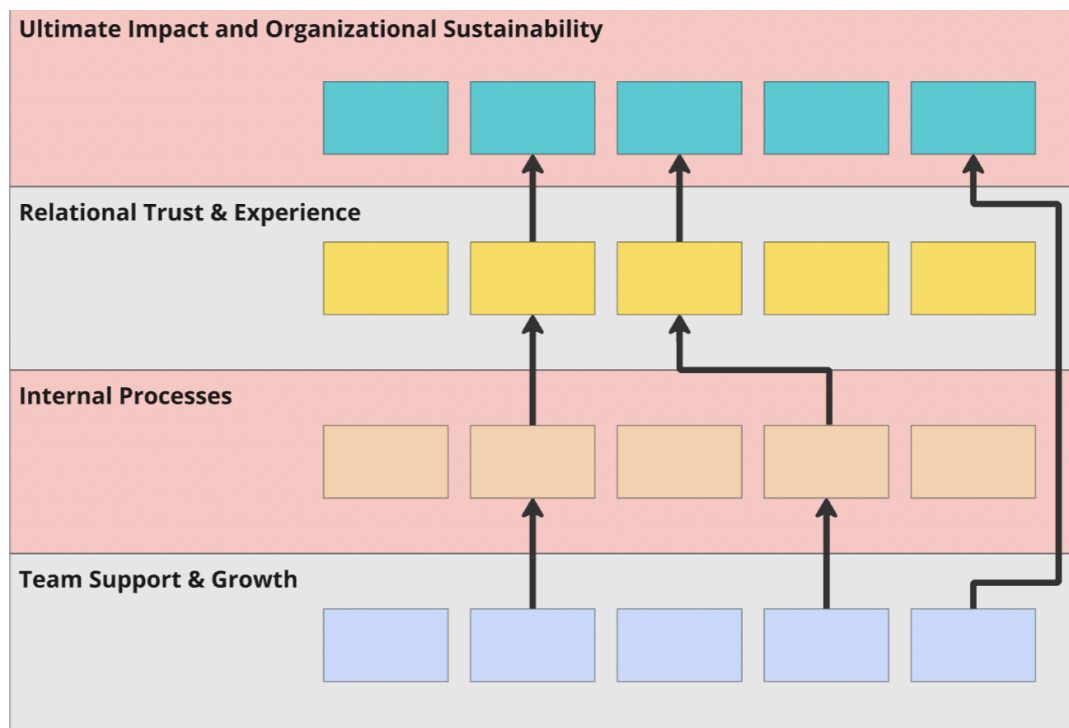 Ultimate Impact and Organizational Sustainability
Relational Trust & Experience
Internal Processes
Team Support & Growth